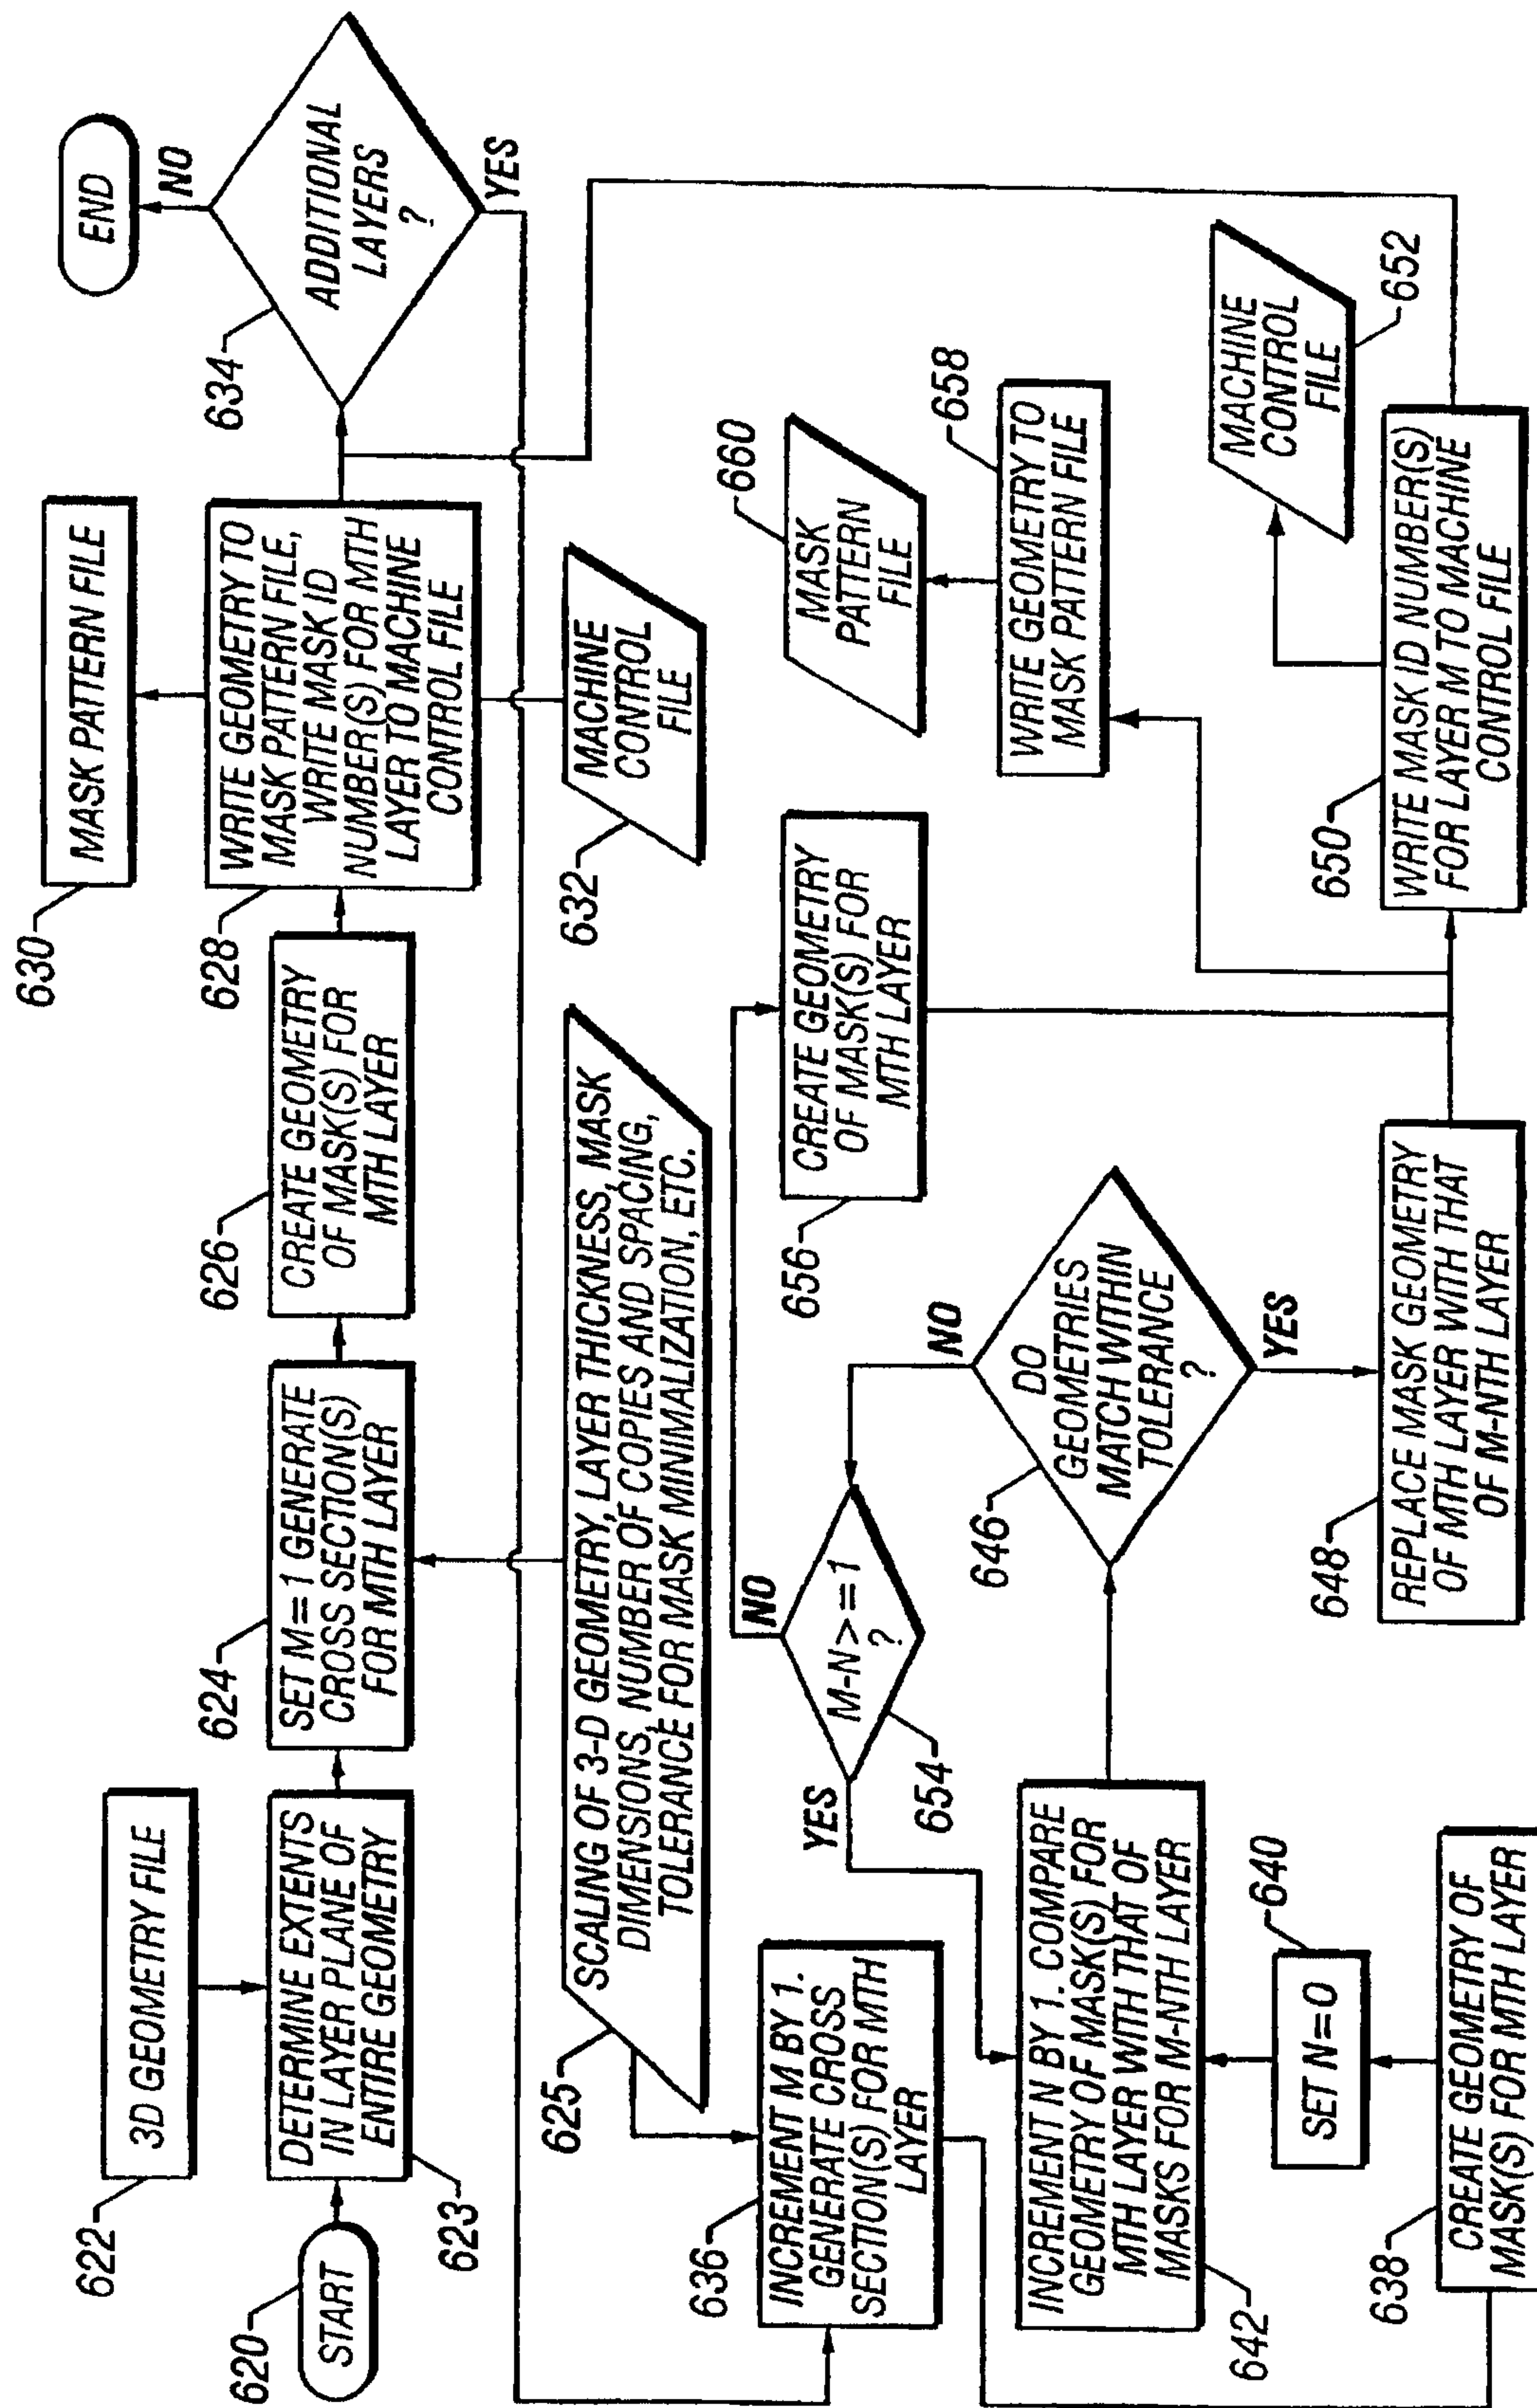 622
3D GEOMETRY FILE
620
START
623
DETERMINE EXTENTS
IN LAYER PLANE OF
ENTIRE GEOMETRY
624
SET M=1 GENERATE
CROSS SECTION(S)
FOR MTH LAYER
626
CREATE GEOMETRY
OF MASK(S) FOR
MTH LAYER
630
MASK PATTERN FILE
628
WRITE GEOMETRY TO
MASK PATTERN FILE,
WRITE MASK ID
NUMBER(S) FOR MTH
LAYER TO MACHINE
CONTROL FILE
632
MACHINE
CONTROL
FILE
634
ADDITIONAL
LAYERS
?
NO
END
YES
625
SCALING OF 3-D GEOMETRY, LAYER THICKNESS, MASK
DIMENSIONS, NUMBER OF COPIES AND SPACING,
TOLERANCE FOR MASK MINIMALIZATION, ETC.
636
INCREMENT M BY 1.
GENERATE CROSS
SECTION(S) FOR MTH
LAYER
638
CREATE GEOMETRY OF
MASK(S) FOR MTH LAYER
640
SET N=0
642
INCREMENT N BY 1. COMPARE
GEOMETRY OF MASK(S) FOR
MTH LAYER WITH THAT OF
MASKS FOR M-NTH LAYER
654
M-N>=1
?
YES
NO
646
DO
GEOMETRIES
MATCH WITHIN
TOLERANCE
?
NO
YES
648
REPLACE MASK GEOMETRY
OF MTH LAYER WITH THAT
OF M-NTH LAYER
656
CREATE GEOMETRY
OF MASK(S) FOR
MTH LAYER
658
WRITE GEOMETRY TO
MASK PATTERN FILE
660
MASK
PATTERN
FILE
650
WRITE MASK ID NUMBER(S)
FOR LAYER M TO MACHINE
CONTROL FILE
652
MACHINE
CONTROL
FILE